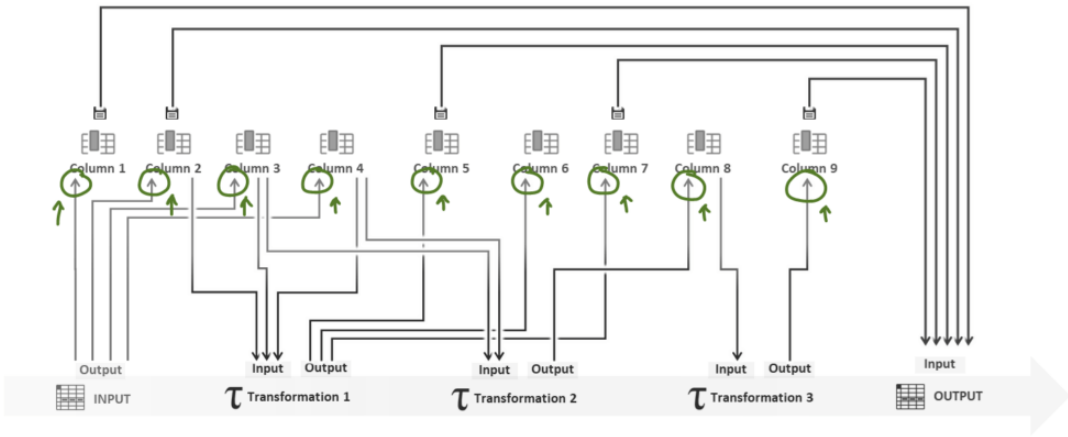 Column 1 Column 2 Column 3 Column 4 Column 5 Column 6 Column 7 Column 8 Column 9
Output Input Output Input Output Input Output Input
INPUT τ Transformation 1 τ Transformation 2 τ Transformation 3 OUTPUT